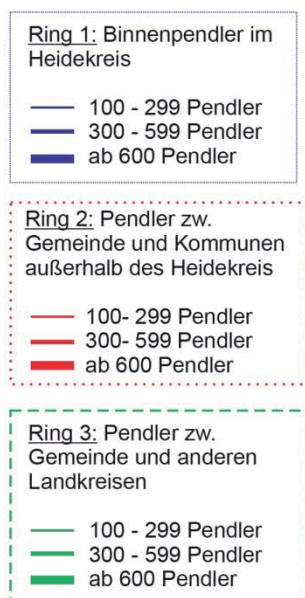 Ring 1: Binnenpendler im
Heidekreis
100 - 299 Pendler
300 - 599 Pendler
ab 600 Pendler
Ring 2: Pendler zw.
Gemeinde und Kommunen
außerhalb des Heidekreis
100- 299 Pendler
300- 599 Pendler
ab 600 Pendler
Ring 3: Pendler zw.
Gemeinde und anderen
Landkreisen
100 - 299 Pendler
300 - 599 Pendler
ab 600 Pendler